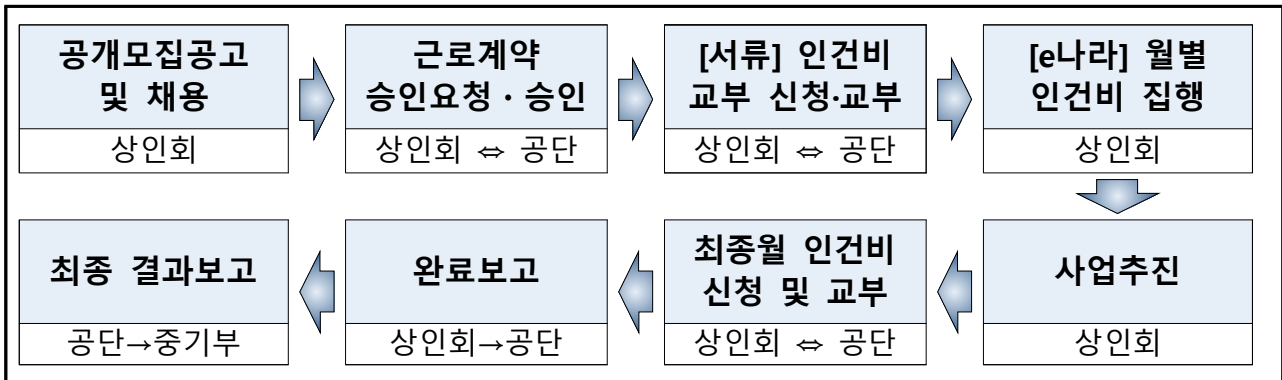 공개모집공고
및 채용
상인회
근로계약
승인요청·승인
상인회 ⇔ 공단
[서류] 인건비
교부 신청·교부
상인회 ⇔ 공단
[e나라] 월별
인건비 집행
상인회
사업추진
상인회
최종월 인건비
신청 및 교부
상인회 ⇔ 공단
완료보고
상인회→공단
최종 결과보고
공단→중기부